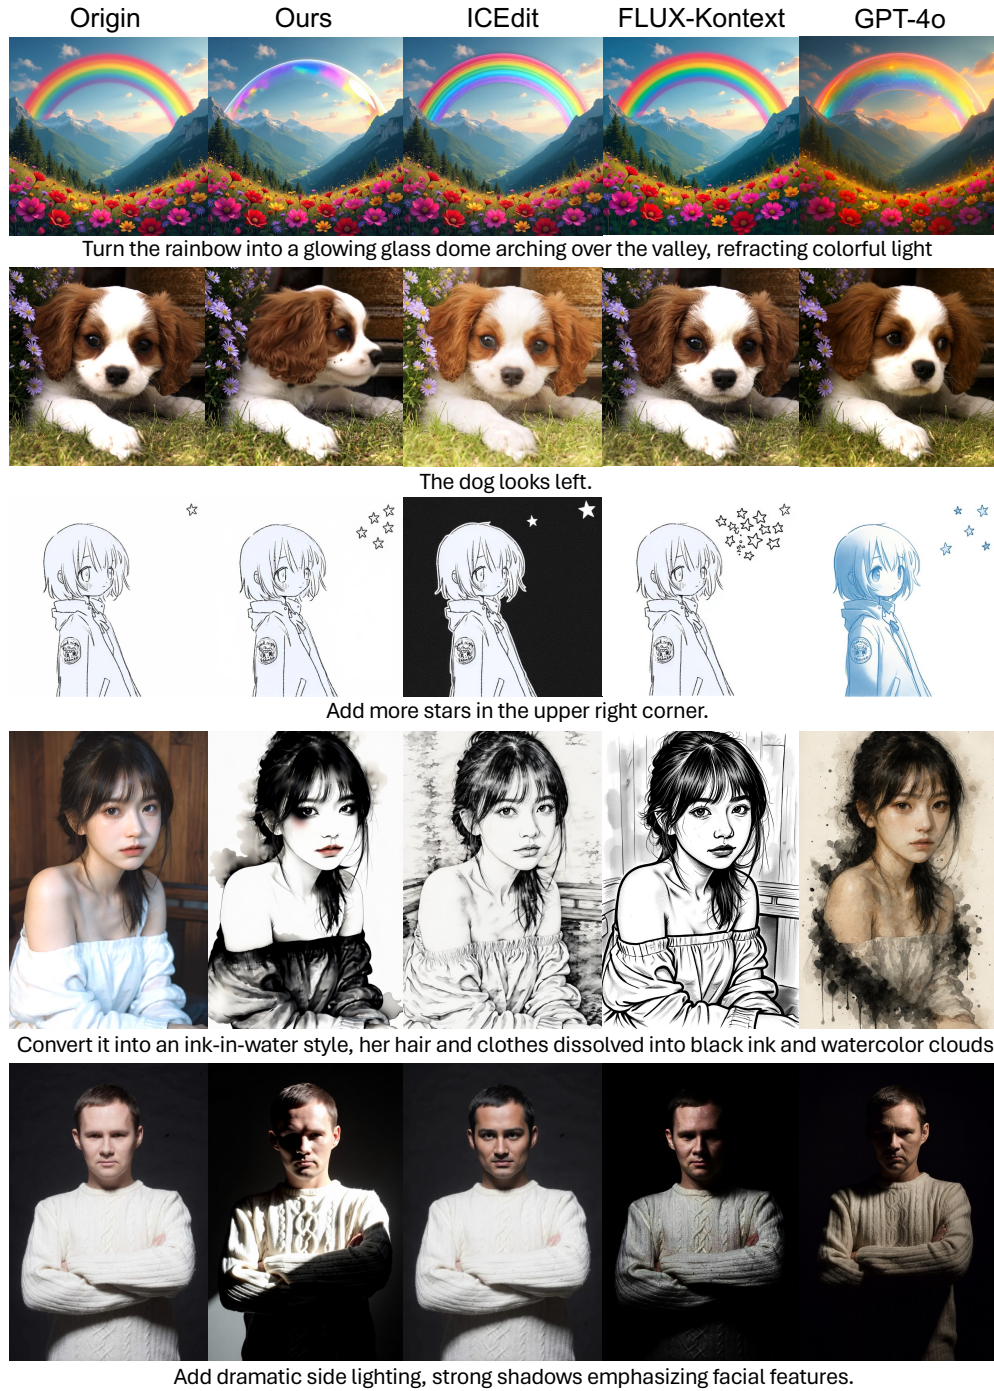 Origin Ours ICEdit FLUX-Kontext GPT-4o
Turn the rainbow into a glowing glass dome arching over the valley, refracting colorful light
The dog looks left.
Add more stars in the upper right corner.
Convert it into an ink-in-water style, her hair and clothes dissolved into black ink and watercolor clouds
Add dramatic side lighting, strong shadows emphasizing facial features.